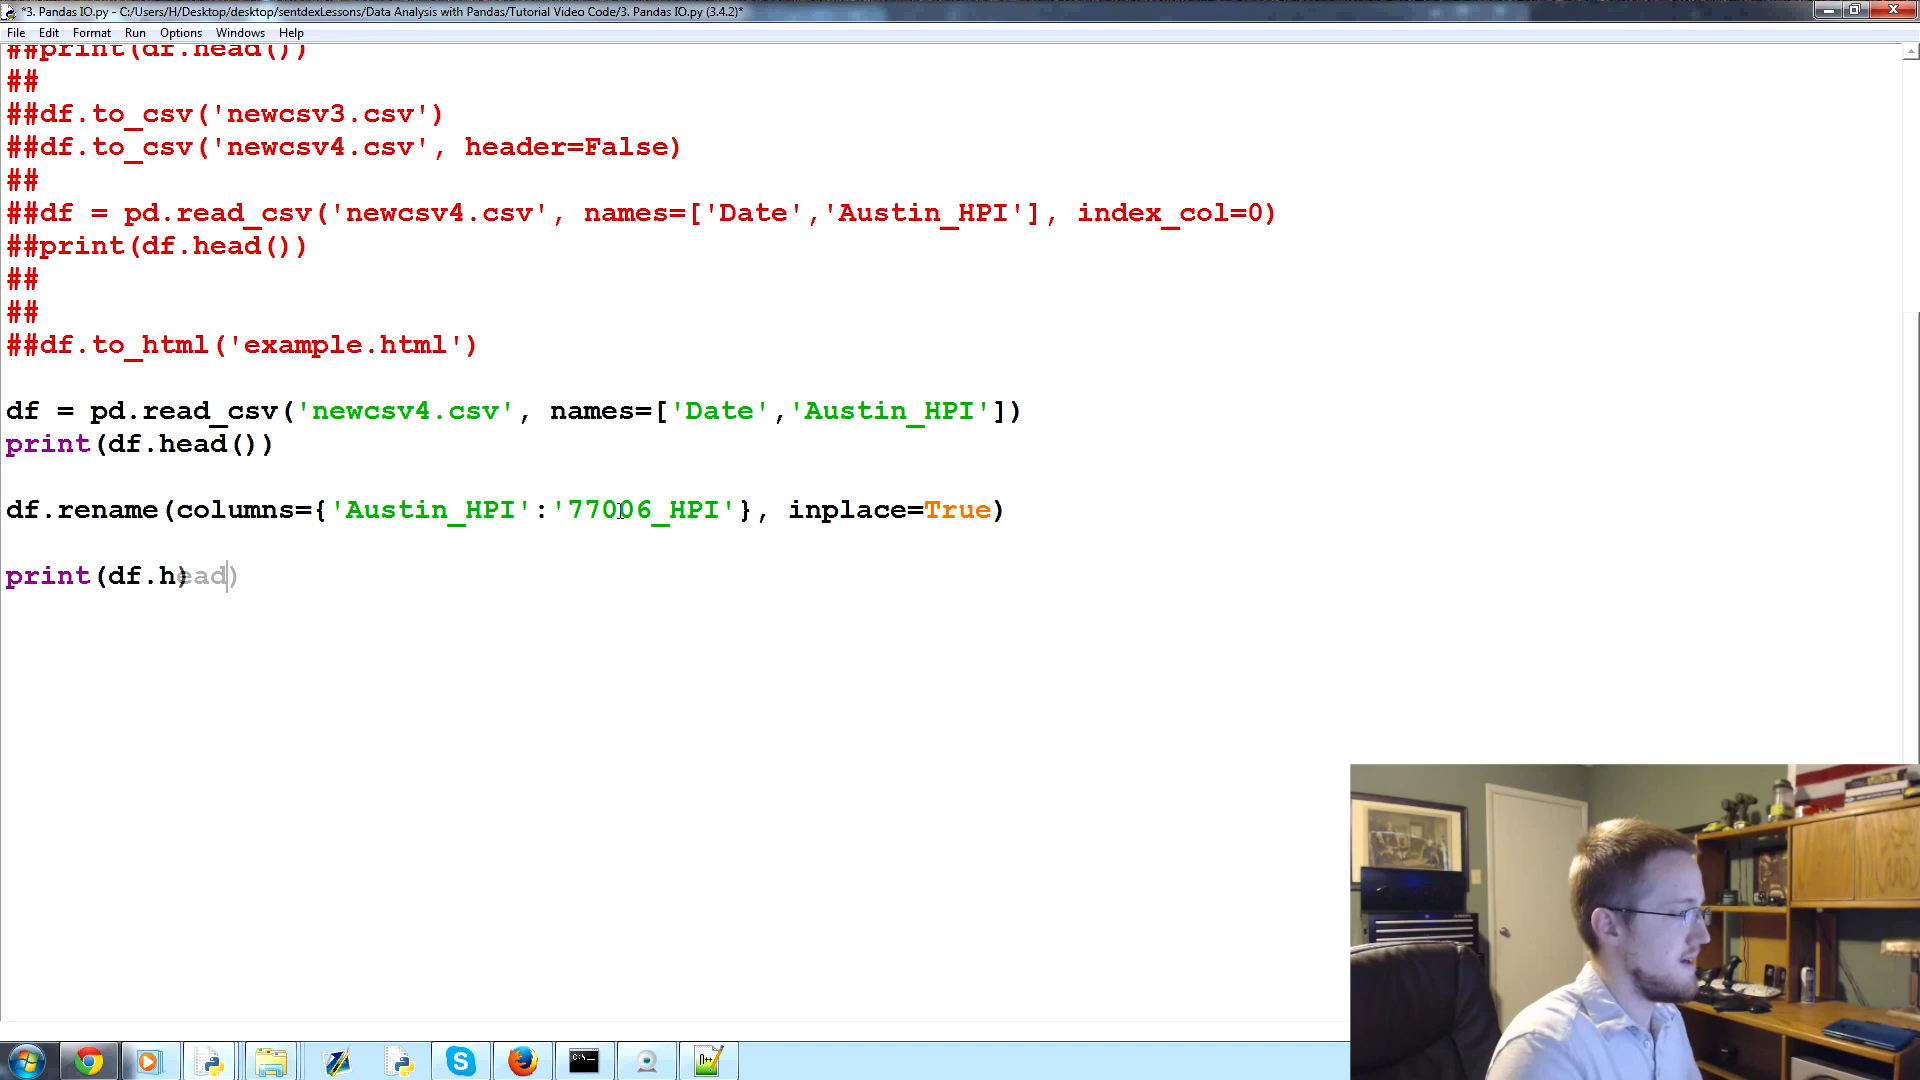 *3. Pandas IO.py - C:/Users/H/Desktop/desktop/sentdexLessons/Data Analysis with Pandas/Tutorial Video Code/3. Pandas IO.py (3.4.2)*
File Edit Format Run Options Windows Help
##print(df.head())
##
##df.to_csv('newcsv3.csv')
##df.to_csv('newcsv4.csv', header=False)
##
##df = pd.read_csv('newcsv4.csv', names=['Date','Austin_HPI'], index_col=0)
##print(df.head())
##
##
##df.to_html('example.html')
df = pd.read_csv('newcsv4.csv', names=['Date','Austin_HPI'])
print(df.head())
df.rename(columns={'Austin_HPI':'77006_HPI'}, inplace=True)
print(df.head)